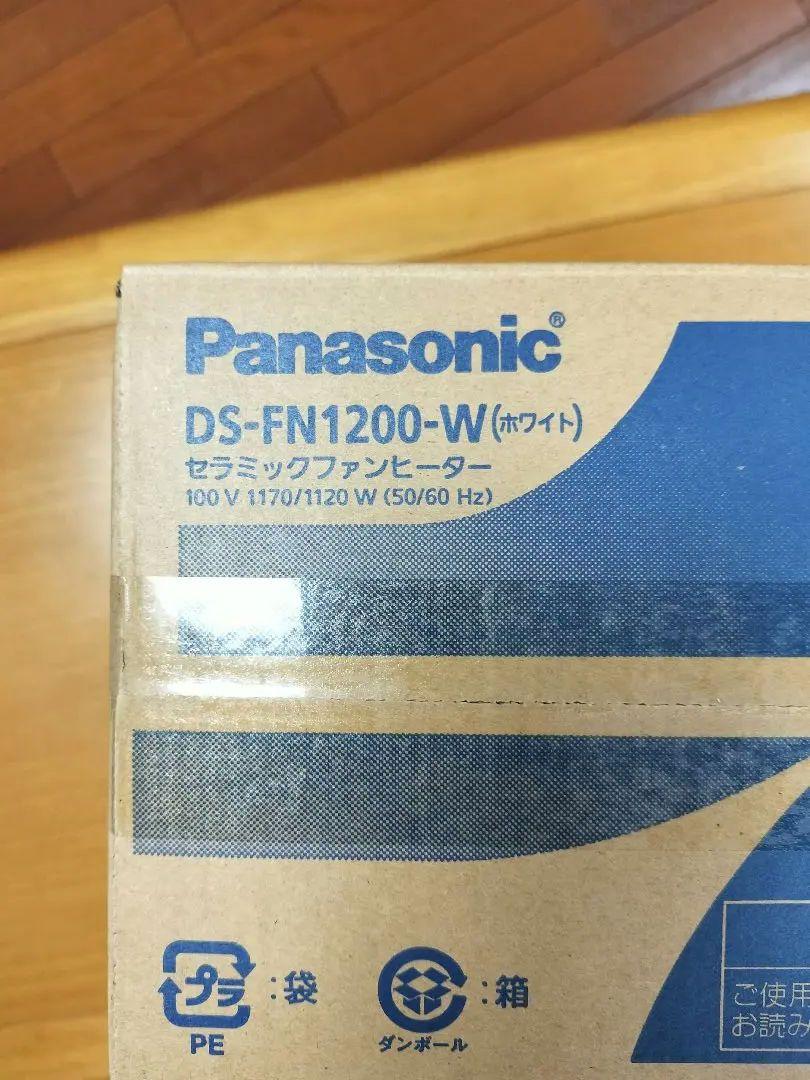 Panasonic®
DS-FN1200-W(ホワイト)
セラミックファンヒーター
100 V 1170/1120 W (50/60 Hz)
プラ :袋
PE
:箱
ダンボール
ご使用
お読み